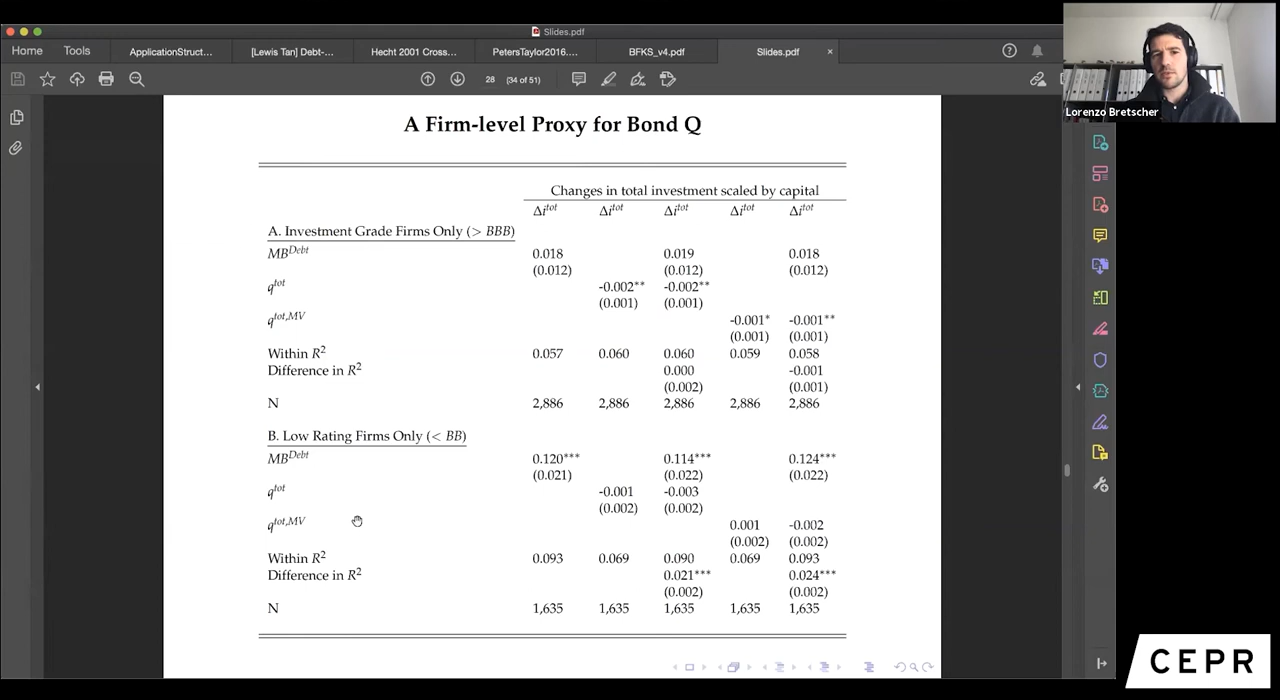 Slides.pdf
Home Tools ApplicationStruct... [Lewis Tan] Debt-... Hecht 2001 Cross... PetersTaylor2016.... BFKS_v4.pdf Slides.pdf ×
28 (34 of 51)
Lorenzo Bretscher
A Firm-level Proxy for Bond Q
Changes in total investment scaled by capital
Δi^tot Δi^tot Δi^tot Δi^tot Δi^tot
A. Investment Grade Firms Only (> BBB)
MB^Debt 0.018 0.019 0.018
(0.012) (0.012) (0.012)
q^tot -0.002** -0.002**
(0.001) (0.001)
q^tot,MV -0.001* -0.001**
(0.001) (0.001)
Within R² 0.057 0.060 0.060 0.059 0.058
Difference in R² 0.000 -0.001
(0.002) (0.001)
N 2,886 2,886 2,886 2,886 2,886
B. Low Rating Firms Only (< BB)
MB^Debt 0.120*** 0.114*** 0.124***
(0.021) (0.022) (0.022)
q^tot -0.001 -0.003
(0.002) (0.002)
q^tot,MV 0.001 -0.002
(0.002) (0.002)
Within R² 0.093 0.069 0.090 0.069 0.093
Difference in R² 0.021*** 0.024***
(0.002) (0.002)
N 1,635 1,635 1,635 1,635 1,635
CEPR